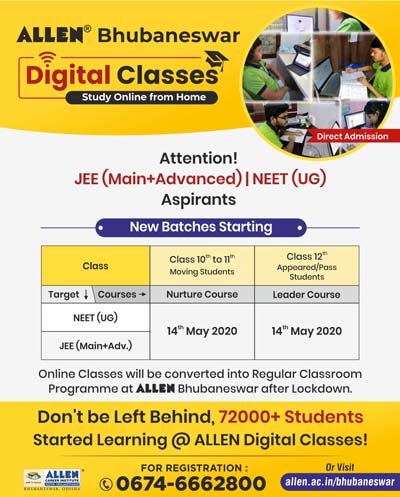 ALLEN® Bhubaneswar
Digital Classes
Study Online from Home
Direct Admission
Attention!
JEE (Main+Advanced) | NEET (UG)
Aspirants
New Batches Starting
Class
Class 10th to 11th
Moving Students
Class 12th
Appeared/Pass
Students
Target ↓ Courses → Nurture Course Leader Course
NEET (UG)
JEE (Main+Adv.)
14th May 2020 14th May 2020
Online Classes will be converted into Regular Classroom
Programme at ALLEN Bhubaneswar after Lockdown.
Don't be Left Behind, 72000+ Students
Started Learning @ ALLEN Digital Classes!
ALLEN
CAREER INSTITUTE
BHUBANESWAR, ODISHA
FOR REGISTRATION :
0674-6662800
Or Visit
allen.ac.in/bhubaneswar